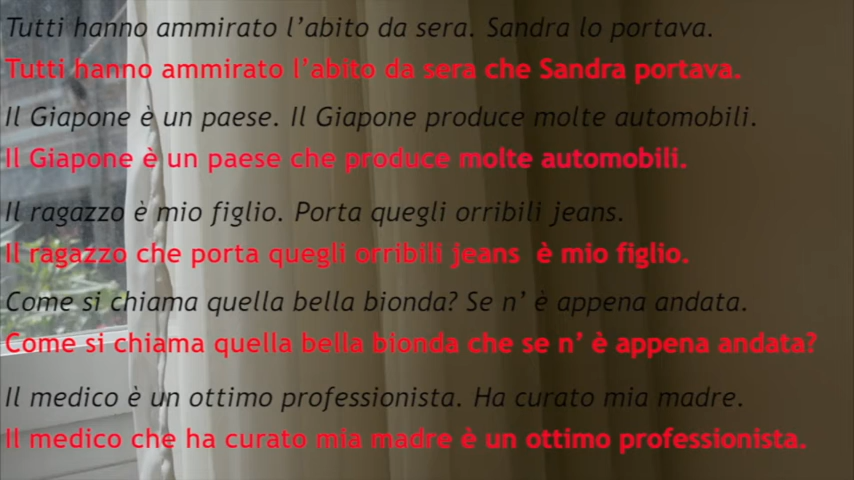 Tutti hanno ammirato l’abito da sera. Sandra lo portava.
Tutti hanno ammirato l’abito da sera che Sandra portava.
Il Giapone è un paese. Il Giapone produce molte automobili.
Il Giapone è un paese che produce molte automobili.
Il ragazzo è mio figlio. Porta quegli orribili jeans.
Il ragazzo che porta quegli orribili jeans  è mio figlio.
Come si chiama quella bella bionda? Se n’ è appena andata.
Come si chiama quella bella bionda che se n’ è appena andata?
Il medico è un ottimo professionista. Ha curato mia madre.
Il medico che ha curato mia madre è un ottimo professionista.